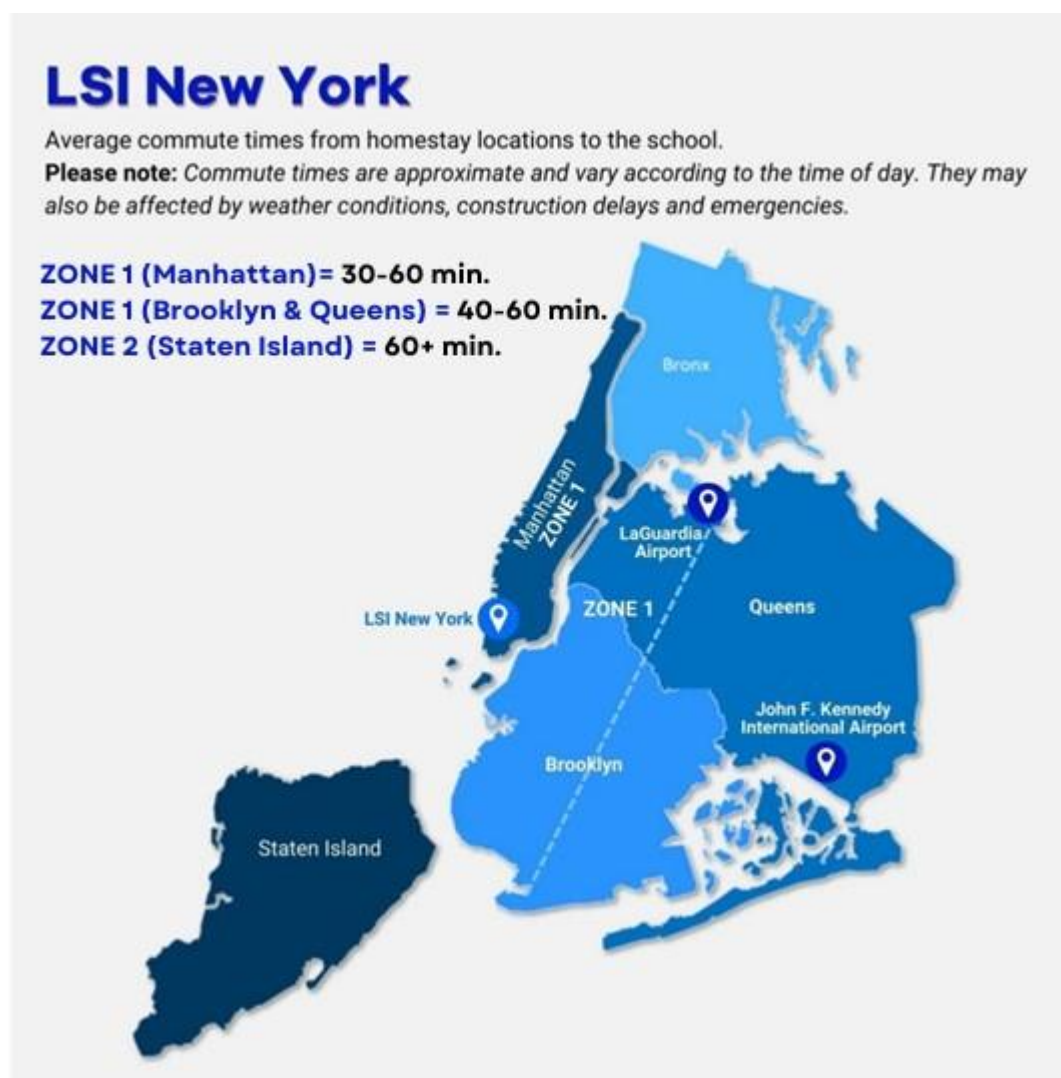 LSI New York
Average commute times from homestay locations to the school.
Please note: Commute times are approximate and vary according to the time of day. They may
also be affected by weather conditions, construction delays and emergencies.
ZONE 1 (Manhattan)= 30-60 min.
ZONE 1 (Brooklyn & Queens) = 40-60 min.
ZONE 2 (Staten Island) = 60+ min.
Bronx
Manhattan
ZONE 1
LaGuardia
Airport
LSI New York
ZONE 1
Queens
John F. Kennedy
International Airport
Brooklyn
Staten Island